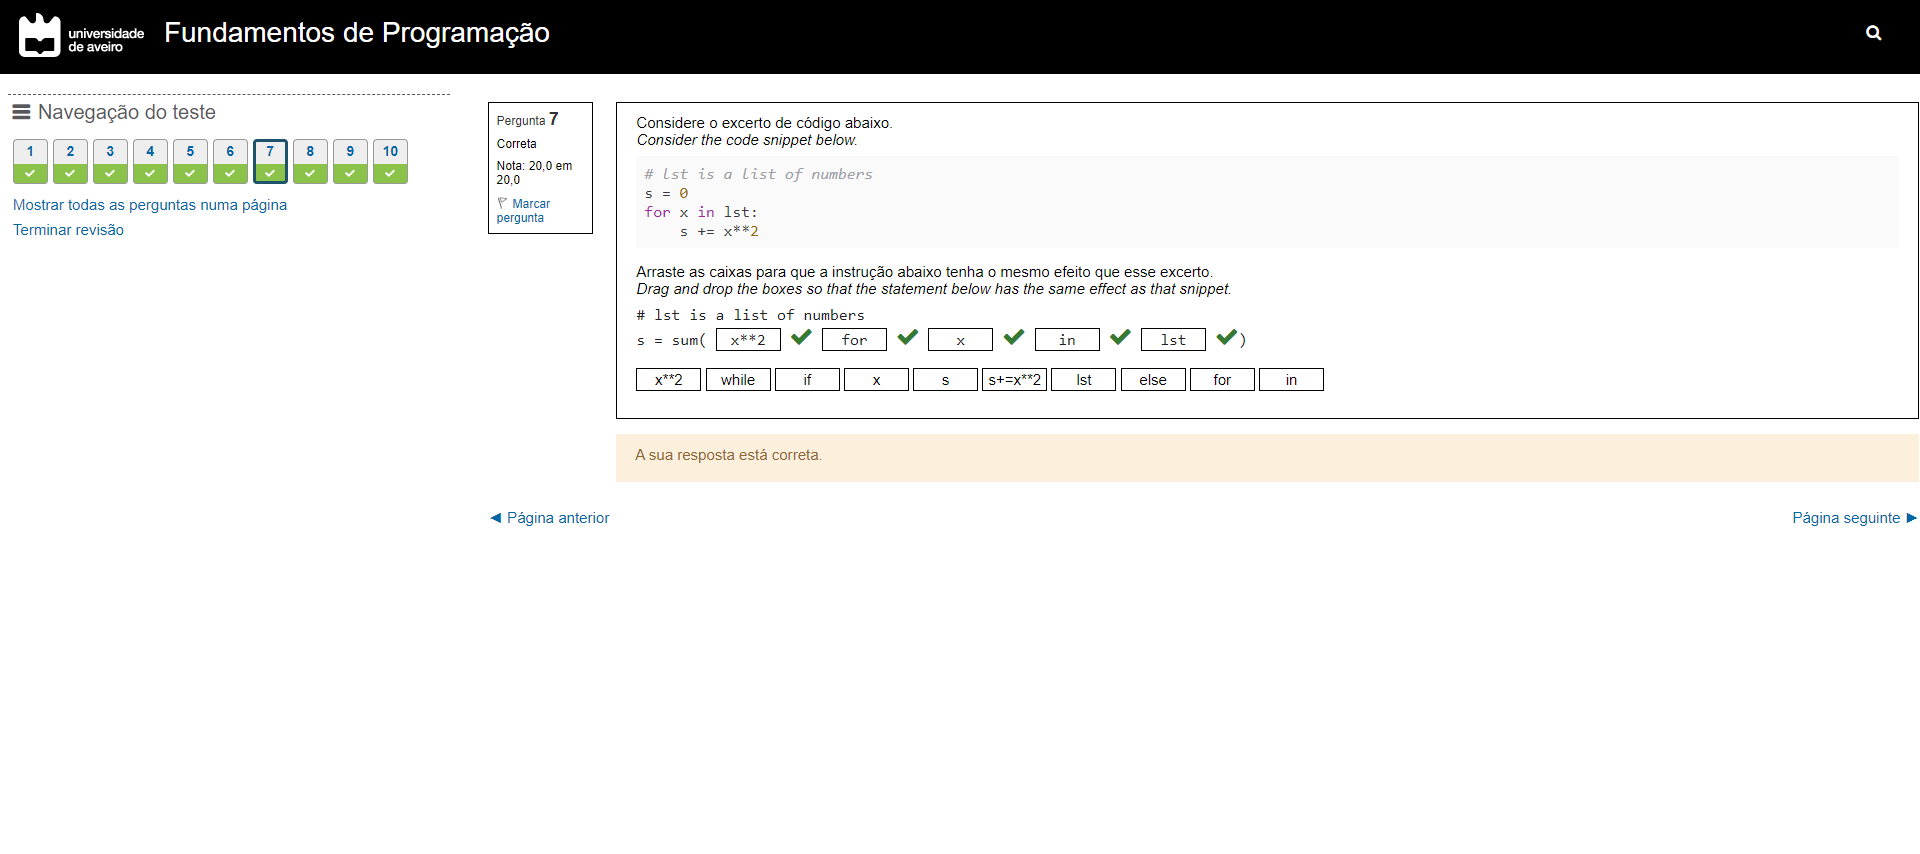 universidade
de aveiro
Fundamentos de Programação
Navegação do teste
1 2 3 4 5 6 7 8 9 10
Mostrar todas as perguntas numa página
Terminar revisão
Pergunta 7
Correta
Nota: 20,0 em
20,0
Marcar
pergunta
Considere o excerto de código abaixo.
Consider the code snippet below.
# lst is a list of numbers
s = 0
for x in lst:
    s += x**2
Arraste as caixas para que a instrução abaixo tenha o mesmo efeito que esse excerto.
Drag and drop the boxes so that the statement below has the same effect as that snippet.
# lst is a list of numbers
s = sum( x**2 for x in lst )
x**2 while if x s s+=x**2 lst else for in
A sua resposta está correta.
◄ Página anterior
Página seguinte ►